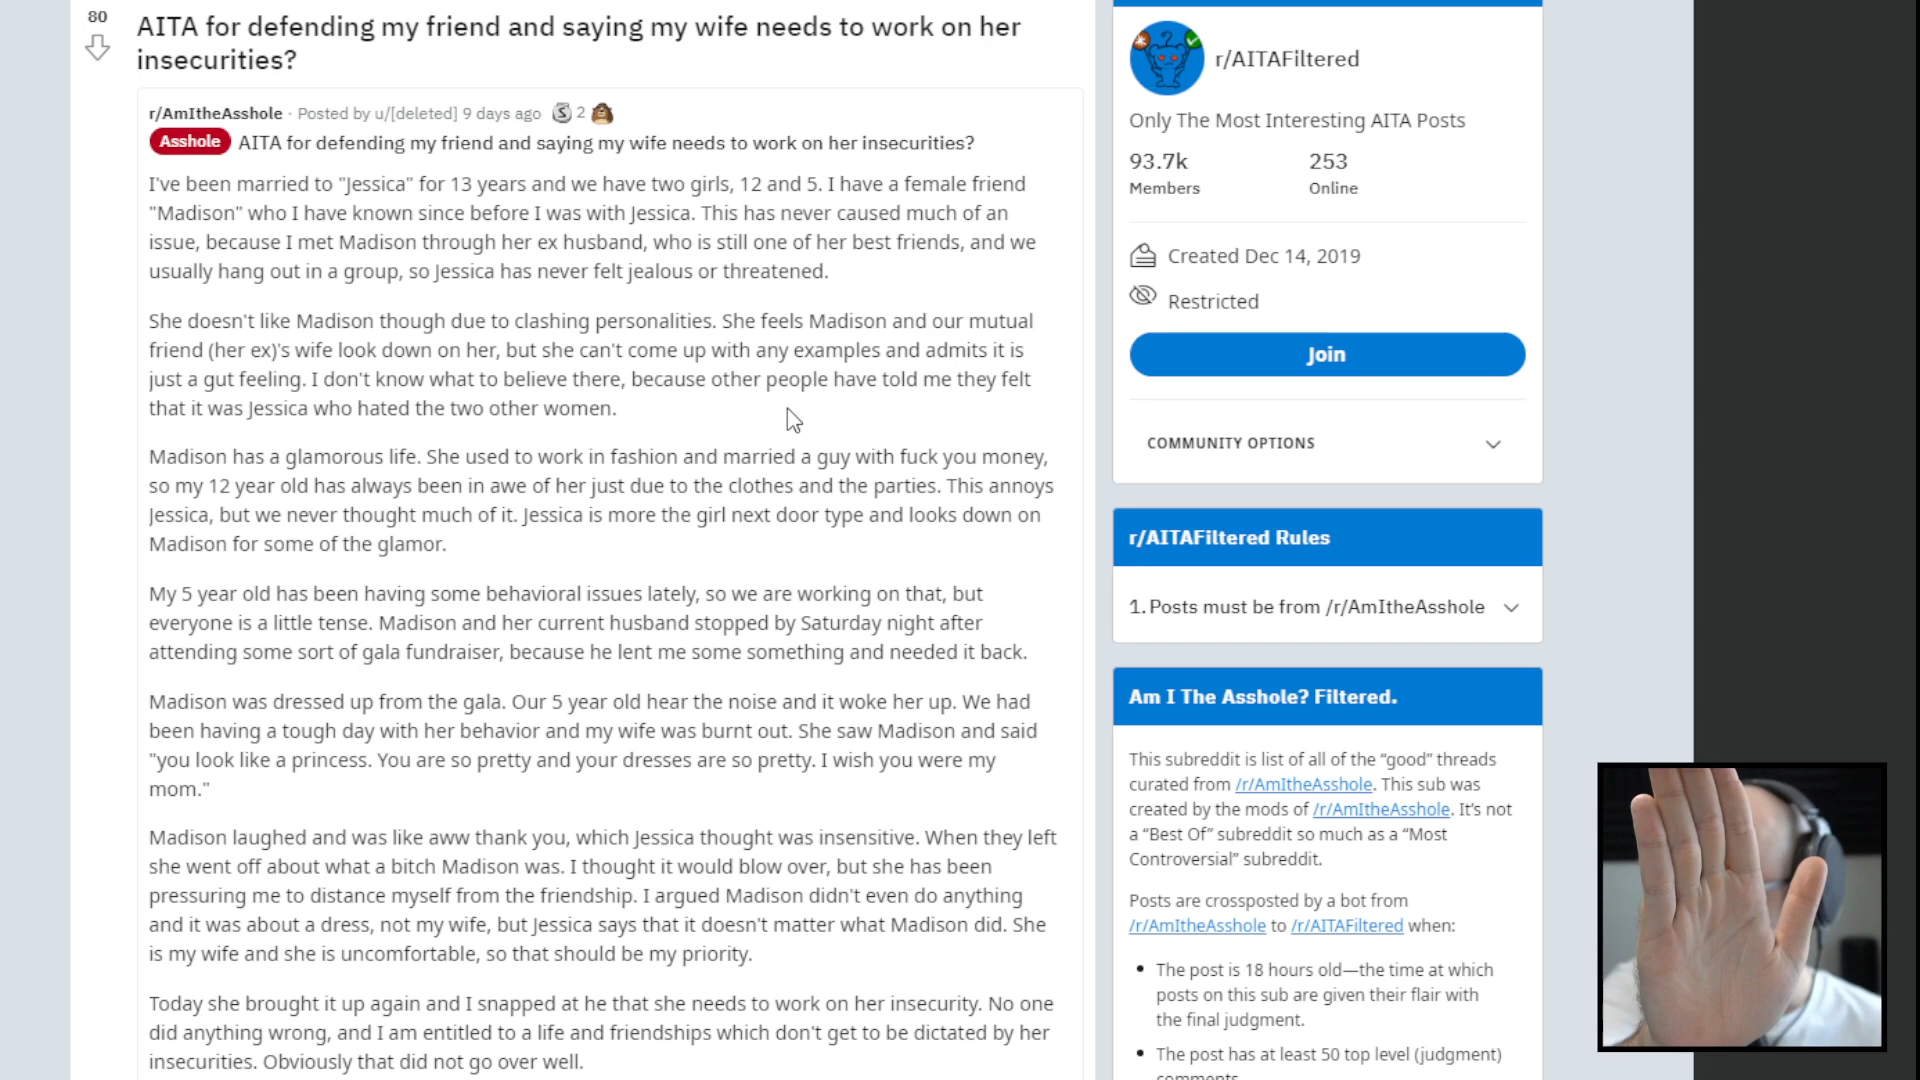 80
AITA for defending my friend and saying my wife needs to work on her
insecurities?
r/AmItheAsshole · Posted by u/[deleted] 9 days ago 2
Asshole AITA for defending my friend and saying my wife needs to work on her insecurities?
I've been married to "Jessica" for 13 years and we have two girls, 12 and 5. I have a female friend
"Madison" who I have known since before I was with Jessica. This has never caused much of an
issue, because I met Madison through her ex husband, who is still one of her best friends, and we
usually hang out in a group, so Jessica has never felt jealous or threatened.
She doesn't like Madison though due to clashing personalities. She feels Madison and our mutual
friend (her ex)'s wife look down on her, but she can't come up with any examples and admits it is
just a gut feeling. I don't know what to believe there, because other people have told me they felt
that it was Jessica who hated the two other women.
Madison has a glamorous life. She used to work in fashion and married a guy with fuck you money,
so my 12 year old has always been in awe of her just due to the clothes and the parties. This annoys
Jessica, but we never thought much of it. Jessica is more the girl next door type and looks down on
Madison for some of the glamor.
My 5 year old has been having some behavioral issues lately, so we are working on that, but
everyone is a little tense. Madison and her current husband stopped by Saturday night after
attending some sort of gala fundraiser, because he lent me some something and needed it back.
Madison was dressed up from the gala. Our 5 year old hear the noise and it woke her up. We had
been having a tough day with her behavior and my wife was burnt out. She saw Madison and said
"you look like a princess. You are so pretty and your dresses are so pretty. I wish you were my
mom."
Madison laughed and was like aww thank you, which Jessica thought was insensitive. When they left
she went off about what a bitch Madison was. I thought it would blow over, but she has been
pressuring me to distance myself from the friendship. I argued Madison didn't even do anything
and it was about a dress, not my wife, but Jessica says that it doesn't matter what Madison did. She
is my wife and she is uncomfortable, so that should be my priority.
Today she brought it up again and I snapped at he that she needs to work on her insecurity. No one
did anything wrong, and I am entitled to a life and friendships which don't get to be dictated by her
insecurities. Obviously that did not go over well.
r/AITAFiltered
Only The Most Interesting AITA Posts
93.7k 253
Members Online
Created Dec 14, 2019
Restricted
Join
COMMUNITY OPTIONS
r/AITAFiltered Rules
1. Posts must be from /r/AmItheAsshole
Am I The Asshole? Filtered.
This subreddit is list of all of the “good” threads
curated from /r/AmItheAsshole. This sub was
created by the mods of /r/AmItheAsshole. It’s not
a “Best Of” subreddit so much as a “Most
Controversial” subreddit.
Posts are crossposted by a bot from
/r/AmItheAsshole to /r/AITAFiltered when:
• The post is 18 hours old—the time at which
posts on this sub are given their flair with
the final judgment.
• The post has at least 50 top level (judgment)
comments